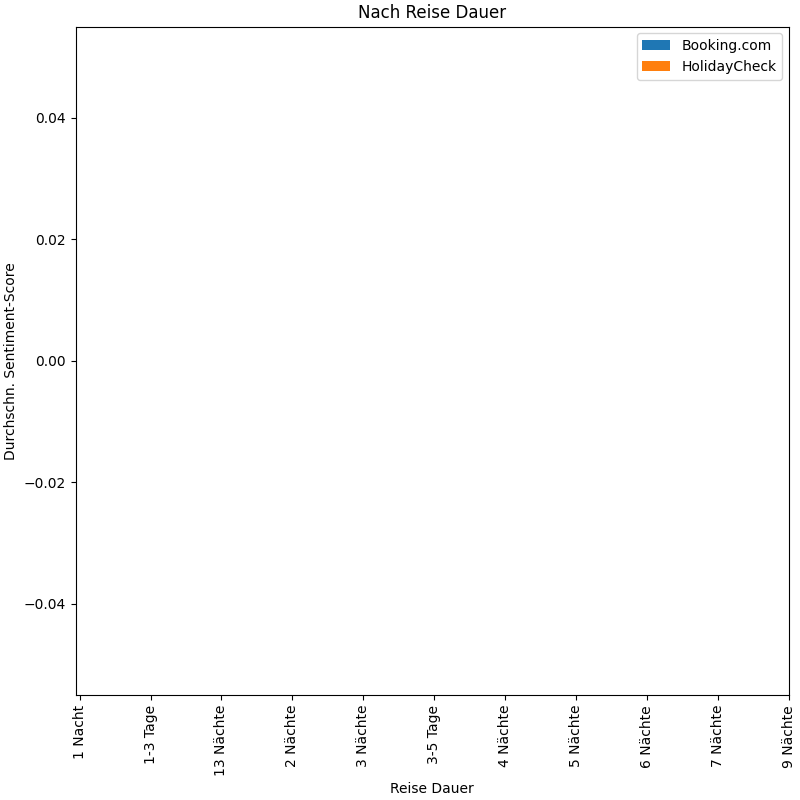 Nach Reise Dauer
Booking.com
HolidayCheck
0.04
0.02
0.00
−0.02
−0.04
Durchschn. Sentiment-Score
1 Nacht
1-3 Tage
13 Nächte
2 Nächte
3 Nächte
3-5 Tage
4 Nächte
5 Nächte
6 Nächte
7 Nächte
9 Nächte
Reise Dauer